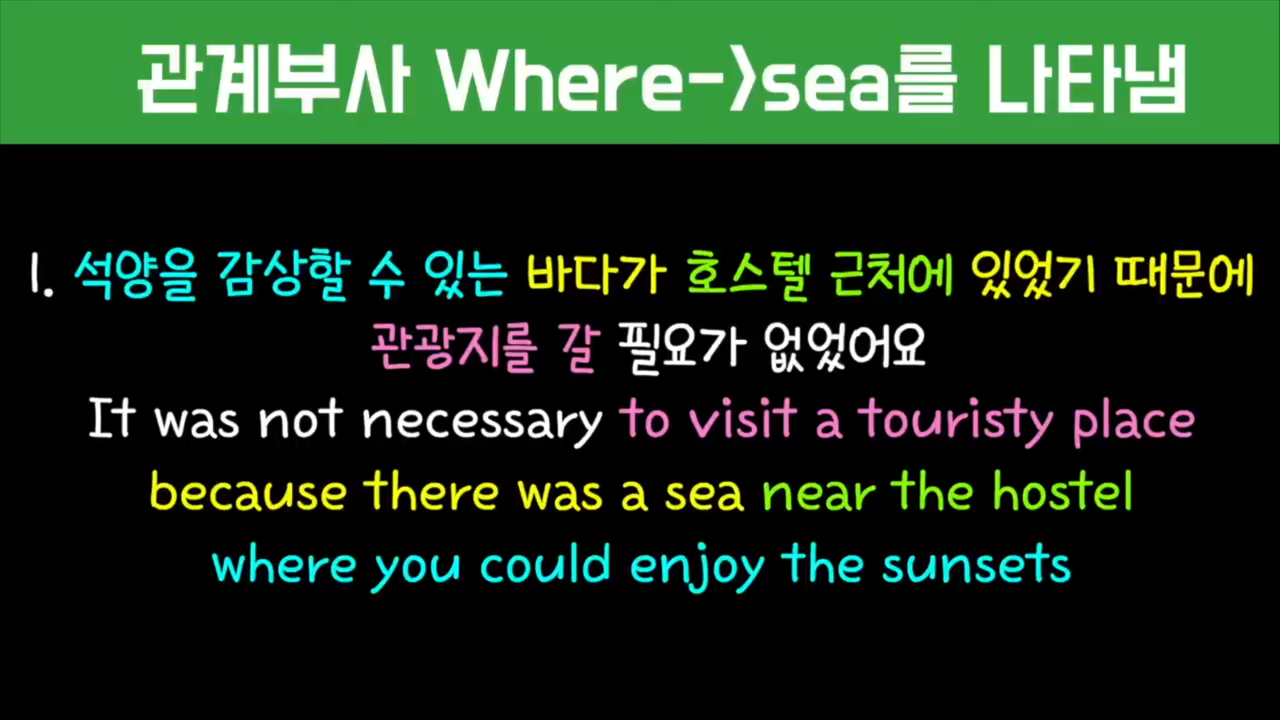 관계부사 Where->sea를 나타냄
1. 석양을 감상할 수 있는 바다가 호스텔 근처에 있었기 때문에
관광지를 갈 필요가 없었어요
It was not necessary to visit a touristy place
because there was a sea near the hostel
where you could enjoy the sunsets